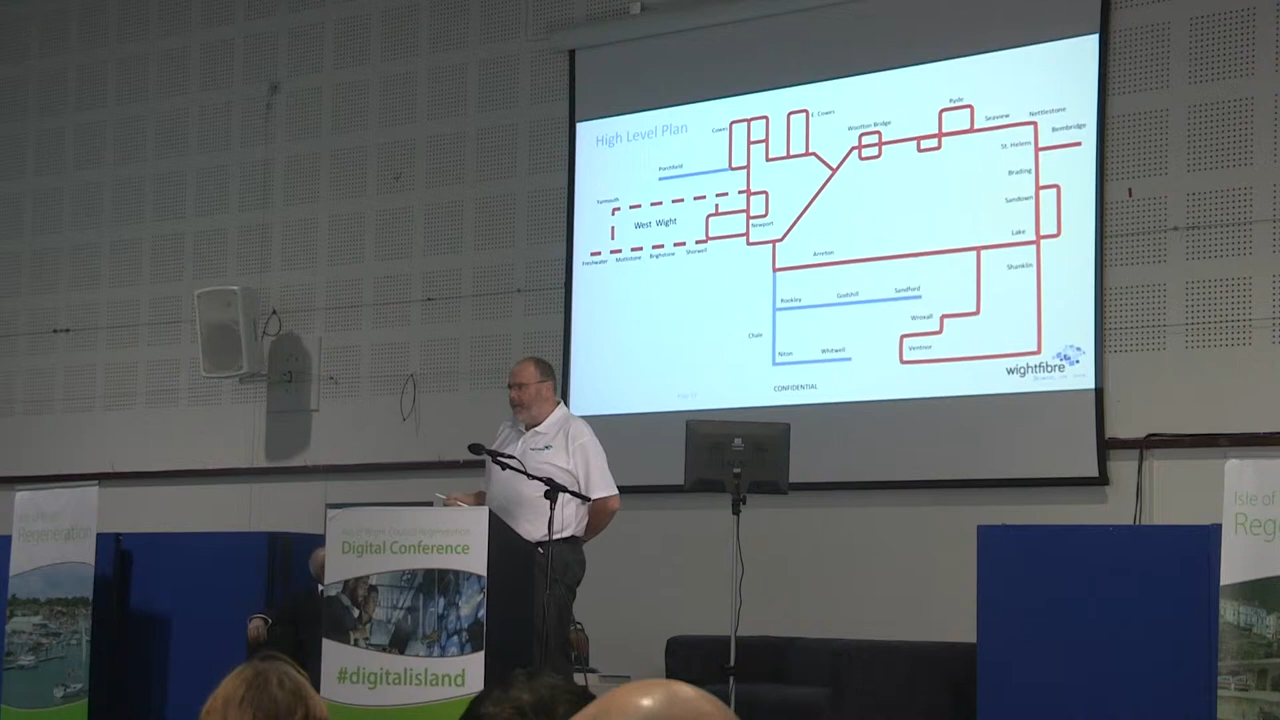 High Level Plan
Cowes
E. Cowes
Wootton Bridge
Ryde
Seaview
Nettlestone
Bembridge
St. Helens
Porchfield
Brading
Yarmouth
West Wight
Sandown
Newport
Lake
Freshwater
Mottistone
Brighstone
Shorwell
Arreton
Shanklin
Rookley
Godshill
Sandford
Wroxall
Chale
Ventnor
Niton
Whitwell
wightfibre
CONFIDENTIAL
Regeneration
Digital Conference
#digitalisland
Isle of
Reg